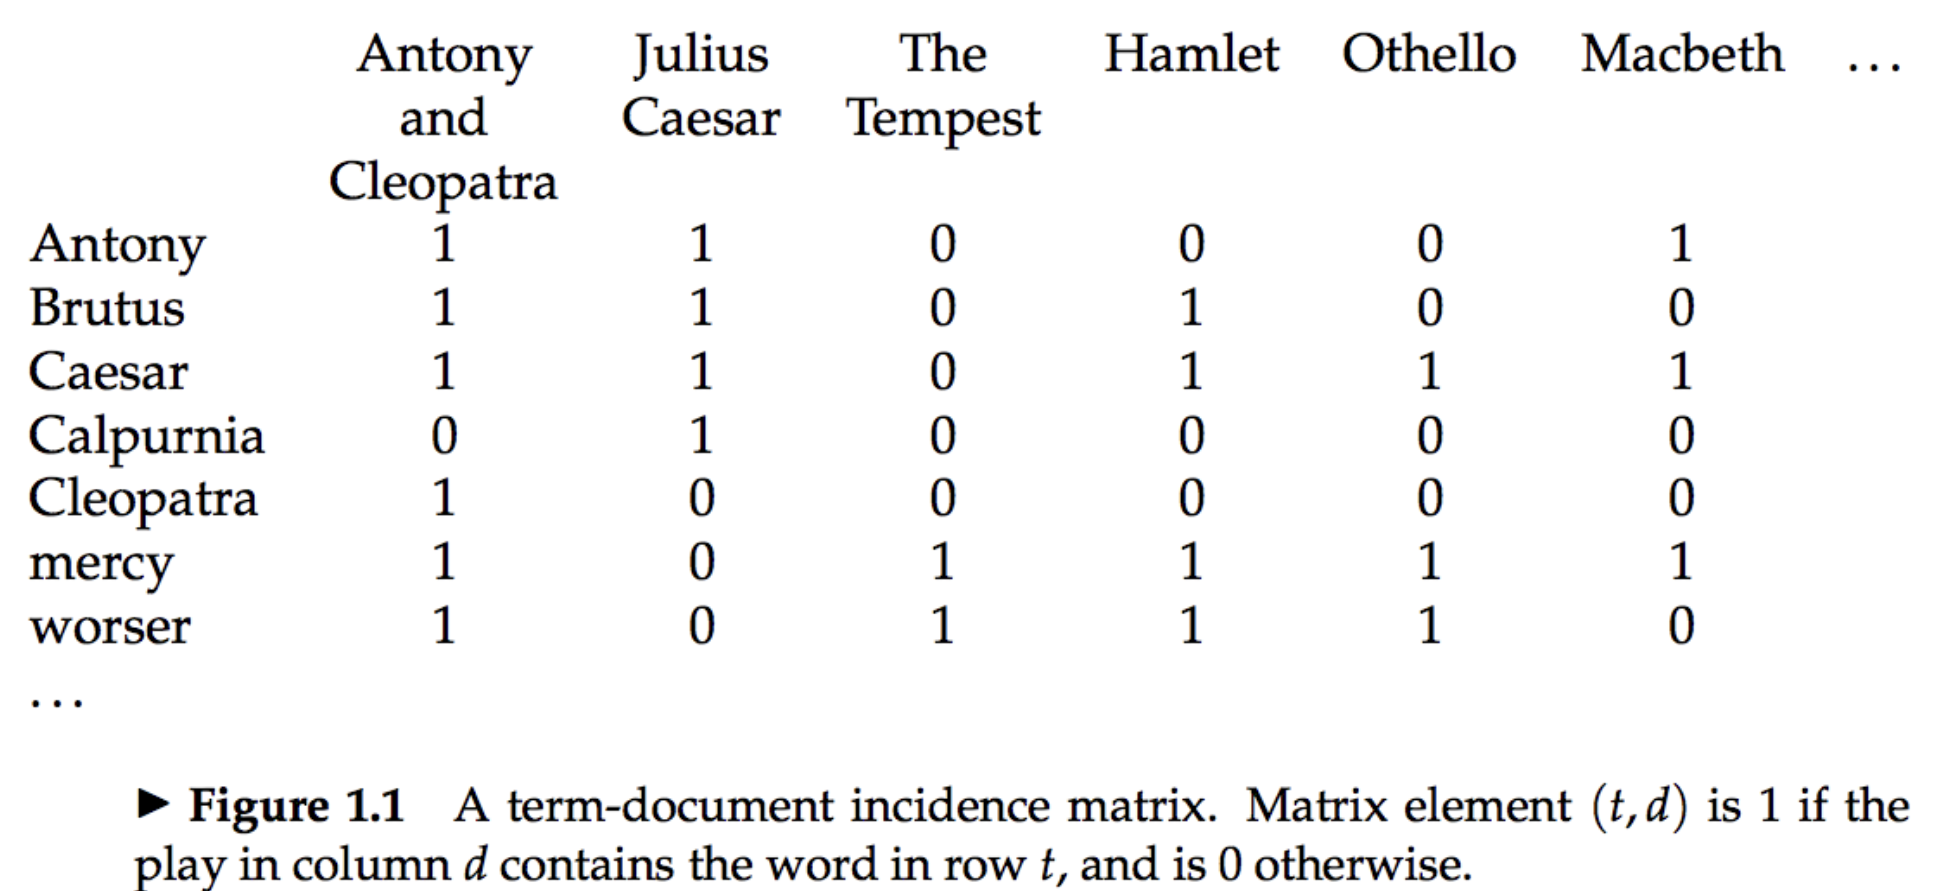 Antony Julius The Hamlet Othello Macbeth ...
and Caesar Tempest
Cleopatra
Antony 1 1 0 0 0 1
Brutus 1 1 0 1 0 0
Caesar 1 1 0 1 1 1
Calpurnia 0 1 0 0 0 0
Cleopatra 1 0 0 0 0 0
mercy 1 0 1 1 1 1
worser 1 0 1 1 1 0
...
► Figure 1.1 A term-document incidence matrix. Matrix element (t, d) is 1 if the
play in column d contains the word in row t, and is 0 otherwise.